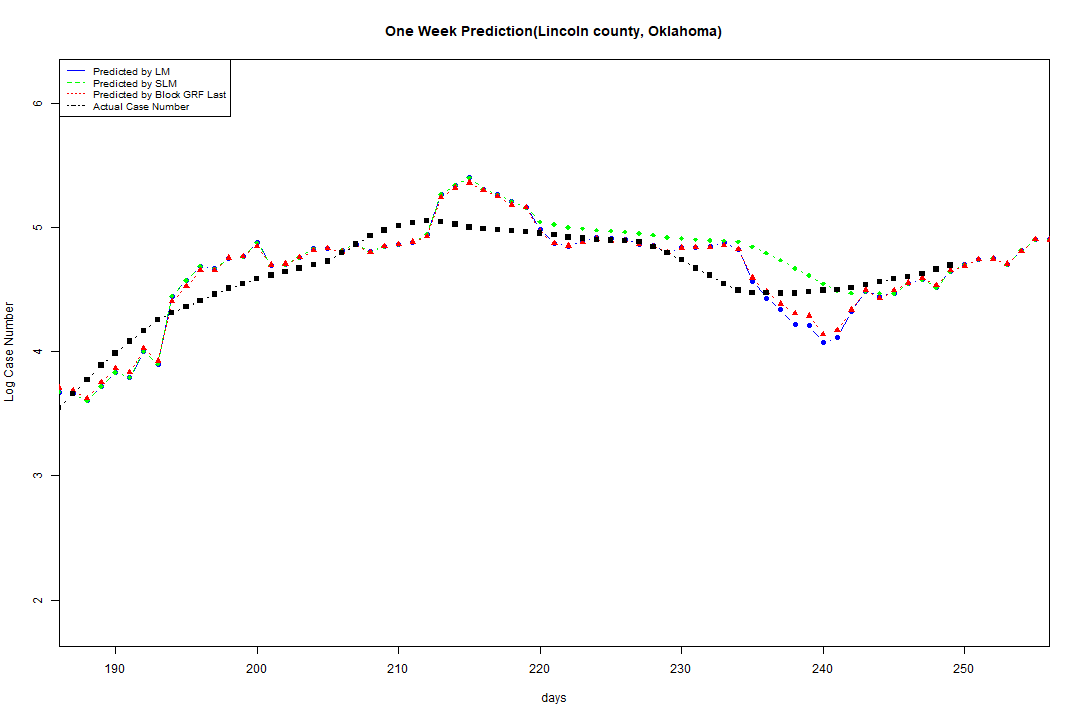 One Week Prediction(Lincoln county, Oklahoma)
Predicted by LM
Predicted by SLM
Predicted by Block GRF Last
Actual Case Number
6
5
4
3
2
Log Case Number
190 200 210 220 230 240 250
days